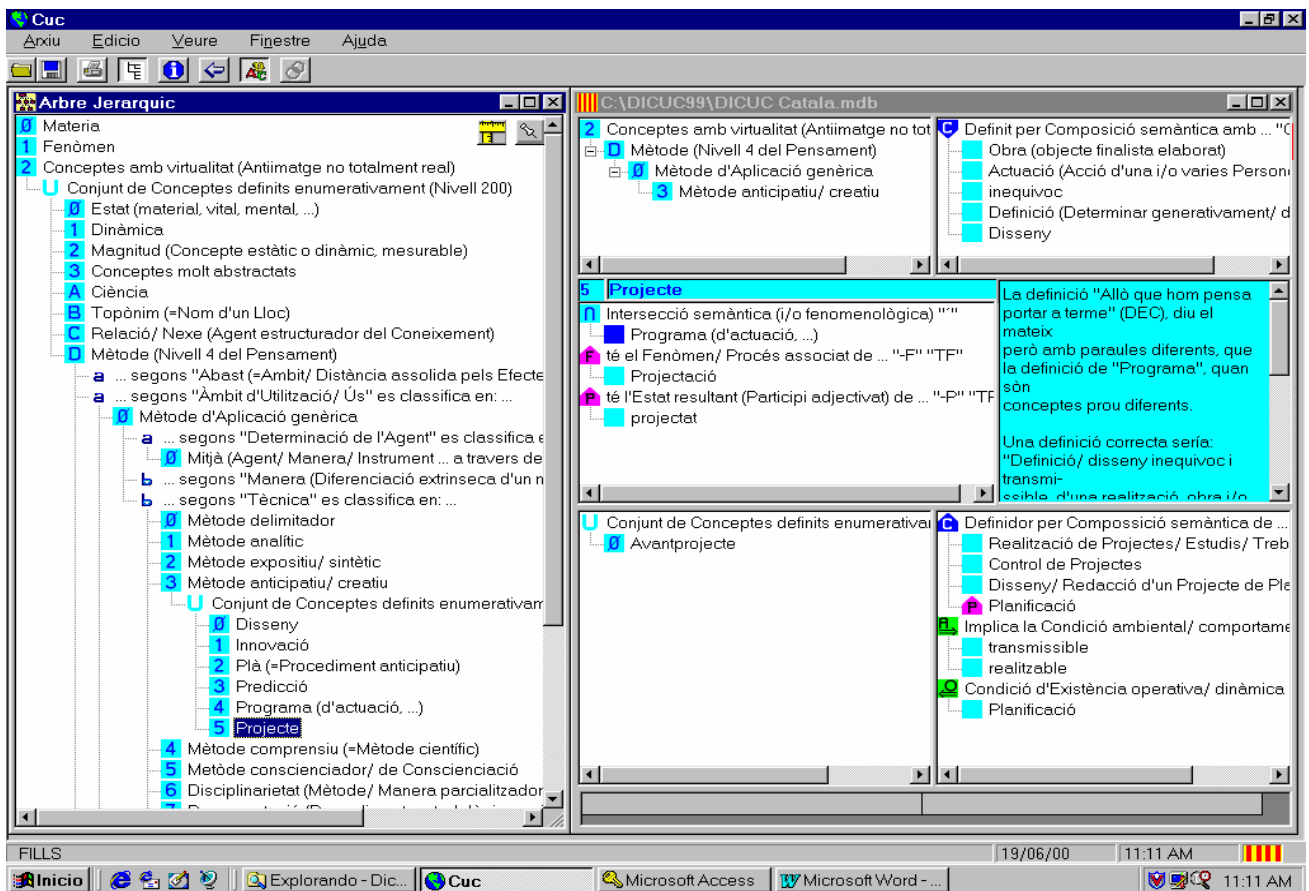 Cuc
Arxiu Edicio Veure Finestre Ajuda
Arbre Jerarquic
Ø Materia
1 Fenòmen
2 Conceptes amb virtualitat (Antiimatge no totalment real)
U Conjunt de Conceptes definits enumerativament (Nivell 200)
Ø Estat (material, vital, mental, ...)
1 Dinàmica
2 Magnitud (Concepte estàtic o dinàmic, mesurable)
3 Conceptes molt abstractats
A Ciència
B Topònim (=Nom d'un Lloc)
C Relació/ Nexe (Agent estructurador del Coneixement)
D Mètode (Nivell 4 del Pensament)
a ... segons "Abast (=Ambit/ Distància assolida pels Efecte
a ... segons "Àmbit d'Utilització/ Ús" es classifica en: ...
Ø Mètode d'Aplicació genèrica
a ... segons "Determinació de l'Agent" es classifica e
Ø Mitjà (Agent/ Manera/ Instrument ... a travers de
b ... segons "Manera (Diferenciació extrinseca d'un n
b ... segons "Tècnica" es classifica en: ...
Ø Mètode delimitador
1 Mètode analític
2 Mètode expositiu/ sintètic
3 Mètode anticipatiu/ creatiu
U Conjunt de Conceptes definits enumerativam
Ø Disseny
1 Innovació
2 Plà (=Procediment anticipatiu)
3 Predicció
4 Programa (d'actuació, ...)
5 Projecte
4 Mètode comprensiu (=Mètode científic)
5 Metòde conscienciador/ de Conscienciació
6 Disciplinarietat (Mètode/ Manera parcialitzador
C:\DICUC99\DICUC Catala.mdb
2 Conceptes amb virtualitat (Antiimatge no tot
D Mètode (Nivell 4 del Pensament)
Ø Mètode d'Aplicació genèrica
3 Mètode anticipatiu/ creatiu
C Definit per Composició semàntica amb ... "C
Obra (objecte finalista elaborat)
Actuació (Acció d'una i/o varies Person
inequivoc
Definició (Determinar generativament/ d
Disseny
5 Projecte
∩ Intersecció semàntica (i/o fenomenològica) "´"
Programa (d'actuació, ...)
F té el Fenòmen/ Procés associat de ... "-F" "TF"
Projectació
P té l'Estat resultant (Participi adjectivat) de ... "-P" "TF
projectat
La definició "Allò que hom pensa
portar a terme" (DEC), diu el
mateix
però amb paraules diferents, que
la definició de "Programa", quan
sòn
conceptes prou diferents.
Una definició correcta sería:
"Definició/ disseny inequivoc i
transmi-
ssible, d'una realització, obra i/o
U Conjunt de Conceptes definits enumerativa
Ø Avantprojecte
C Definidor per Compossició semàntica de ...
Realització de Projectes/ Estudis/ Treb
Control de Projectes
Disseny/ Redacció d'un Projecte de Pla
P Planificació
Implica la Condició ambiental/ comportame
transmissible
realitzable
Condició d'Existència operativa/ dinàmica
Planificació
FILLS 19/06/00 11:11 AM
Inicio Explorando - Dic... Cuc Microsoft Access Microsoft Word - ... 11:11 AM